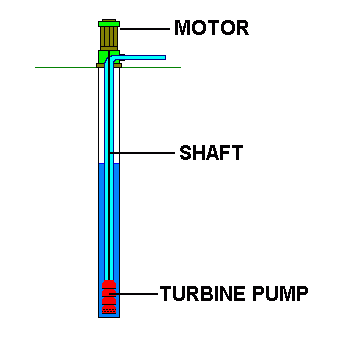 MOTOR
SHAFT
TURBINE PUMP